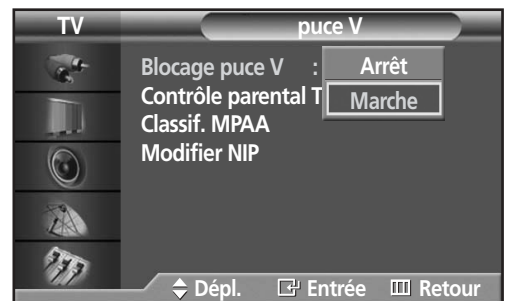 TV
puce V
Blocage puce V : Arrêt
Contrôle parental T Marche
Classif. MPAA
Modifier NIP
Dépl. Entrée Retour